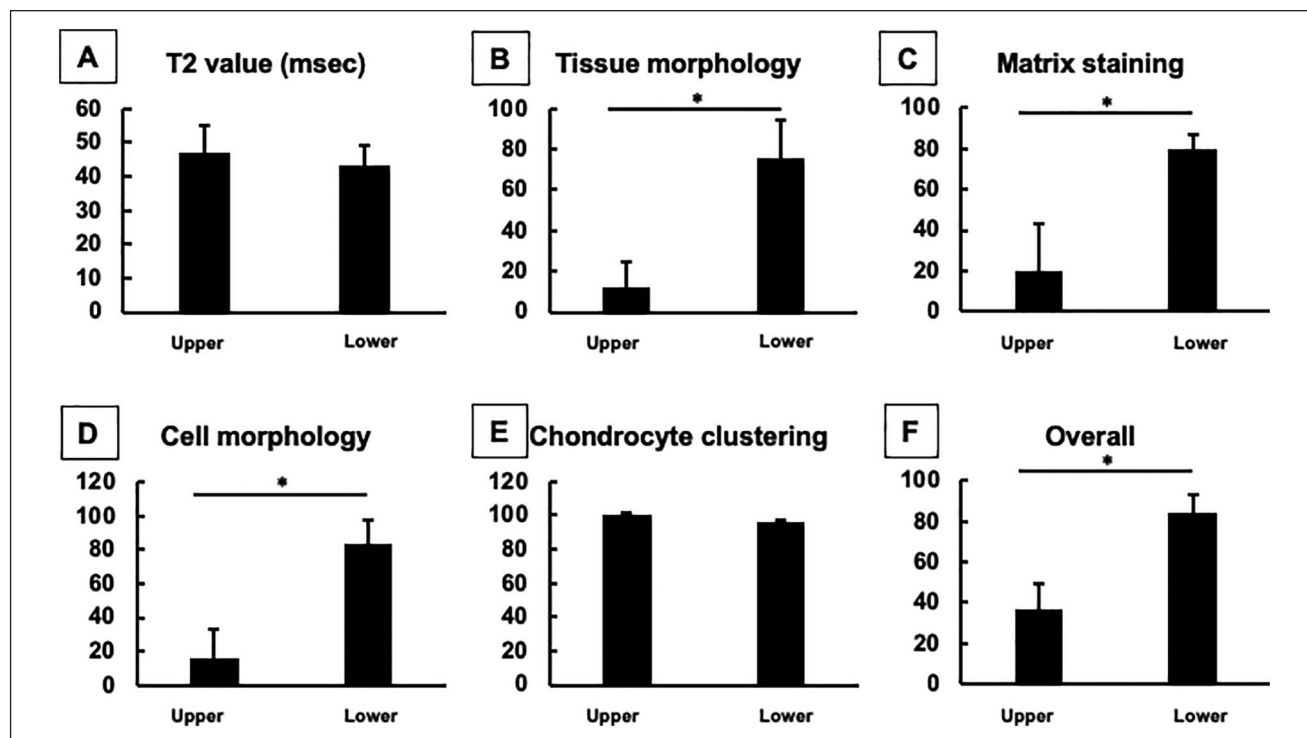 A
T2 value (msec)
60
50
40
30
20
10
0
Upper
Lower
B
Tissue morphology
*
100
80
60
40
20
0
Upper
Lower
C
Matrix staining
*
100
80
60
40
20
0
Upper
Lower
D
Cell morphology
*
120
100
80
60
40
20
0
Upper
Lower
E
Chondrocyte clustering
120
100
80
60
40
20
0
Upper
Lower
F
Overall
*
100
80
60
40
20
0
Upper
Lower